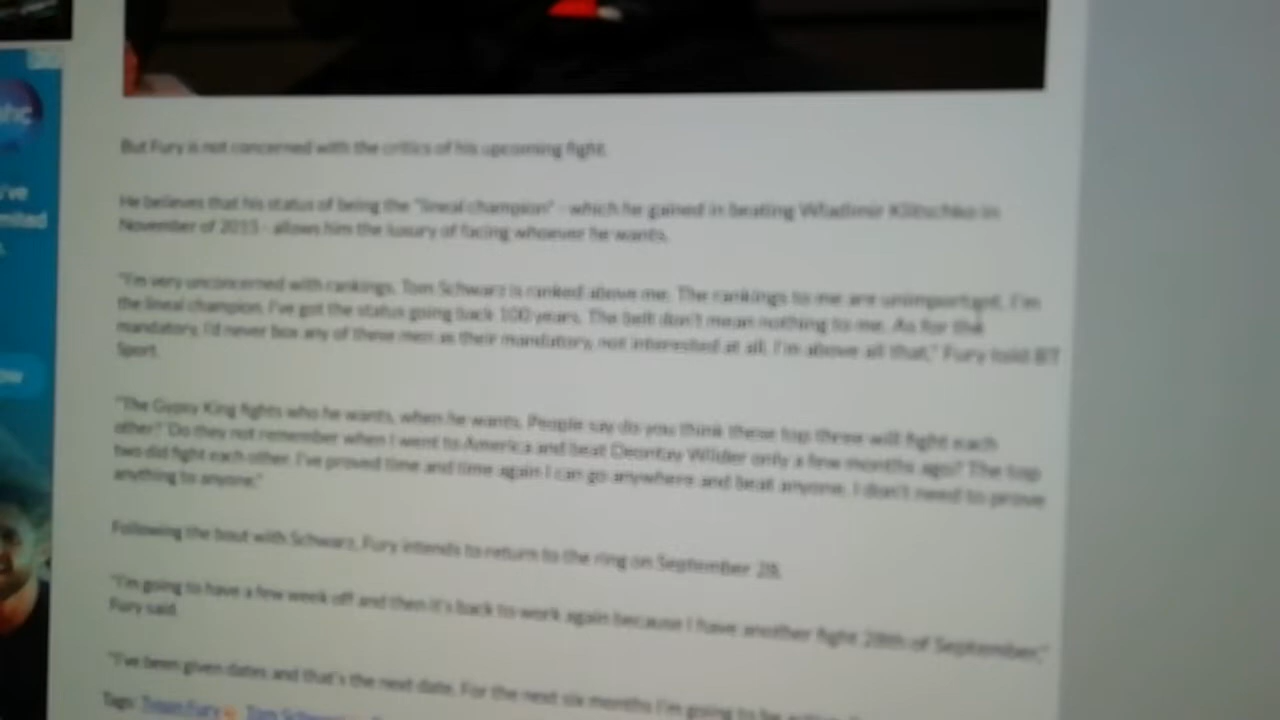 But Fury is not concerned with the critics of his upcoming fight.
He believes that his status of being the "lineal champion" - which he gained in beating Wladimir Klitschko in
November of 2015 - allows him the luxury of facing whoever he wants.
"I'm very unconcerned with rankings. Tom Schwarz is ranked above me. The rankings to me are unimportant. I'm
the lineal champion. I've got the status going back 100 years. The belt don't mean nothing to me. As for the
mandatory, I'd never box any of these men as their mandatory, not interested at all. I'm above all that," Fury told BT
Sport.
"The Gypsy King fights who he wants, when he wants. People say do you think these top three will fight each
other?' Do they not remember when I went to America and beat Deontay Wilder only a few months ago? The top
two did fight each other. I've proved time and time again I can go anywhere and beat anyone. I don't need to prove
anything to anyone."
Following the bout with Schwarz, Fury intends to return to the ring on September 28.
"I'm going to have a few week off and then it's back to work again because I have another fight 28th of September,"
Fury said.
"I've been given dates and that's the next date. For the next six months I'm going to be
Tags: Tyson Fury Tom Schwarz